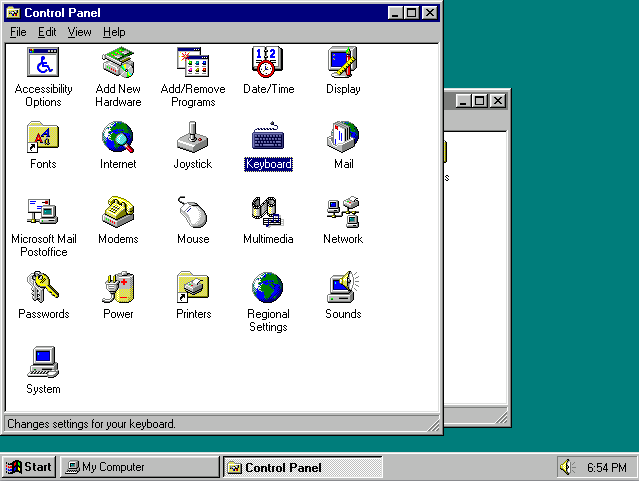 Control Panel
File Edit View Help
Accessibility Options
Add New Hardware
Add/Remove Programs
Date/Time
Display
Fonts
Internet
Joystick
Keyboard
Mail
Microsoft Mail Postoffice
Modems
Mouse
Multimedia
Network
Passwords
Power
Printers
Regional Settings
Sounds
System
Changes settings for your keyboard.
Start
My Computer
Control Panel
6:54 PM